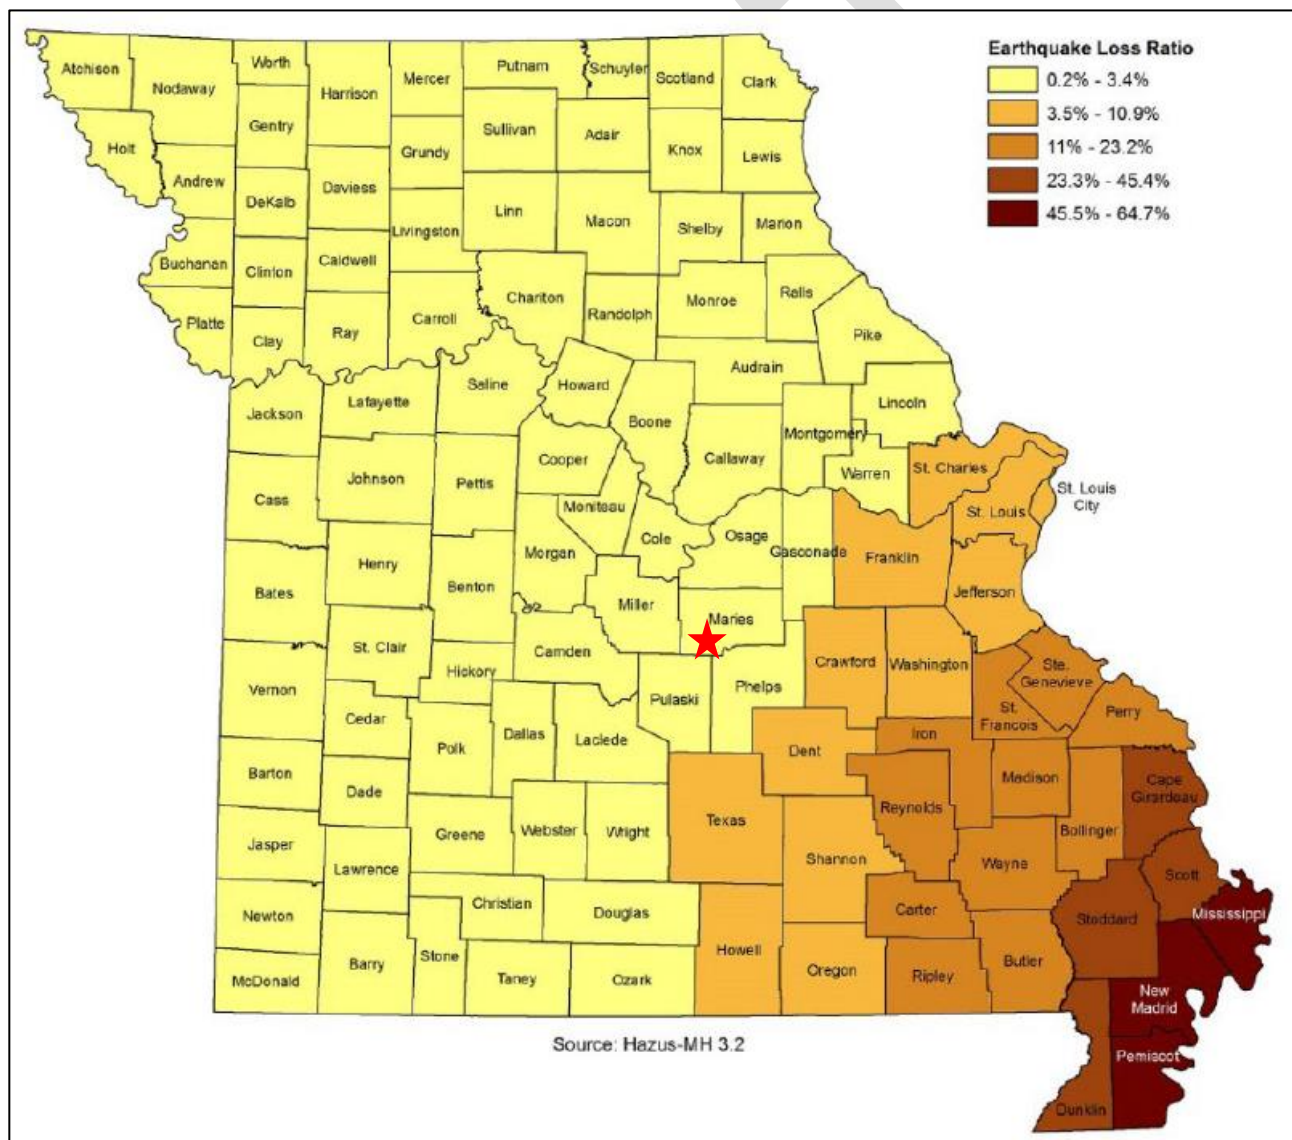 Earthquake Loss Ratio
0.2% - 3.4%
3.5% - 10.9%
11% - 23.2%
23.3% - 45.4%
45.5% - 64.7%
Atchison
Nodaway
Worth
Harrison
Mercer
Putnam
Schuyler
Scotland
Clark
Holt
Gentry
Grundy
Sullivan
Adair
Knox
Lewis
Andrew
DeKalb
Daviess
Livingston
Linn
Macon
Shelby
Marion
Buchanan
Clinton
Caldwell
Chariton
Randolph
Monroe
Ralls
Platte
Clay
Ray
Carroll
Pike
Audrain
Jackson
Lafayette
Saline
Howard
Boone
Callaway
Montgomery
Lincoln
Warren
St. Charles
St. Louis
City
St. Louis
Cass
Johnson
Pettis
Cooper
Moniteau
Cole
Osage
Gasconade
Franklin
Jefferson
Bates
Henry
Benton
Morgan
Miller
Maries
St. Clair
Hickory
Camden
Pulaski
Phelps
Crawford
Washington
Ste.
Genevieve
St.
Francois
Perry
Vernon
Cedar
Polk
Dallas
Laclede
Dent
Iron
Madison
Cape
Girardeau
Barton
Dade
Greene
Webster
Wright
Texas
Reynolds
Bollinger
Jasper
Lawrence
Shannon
Wayne
Scott
Mississippi
Newton
Christian
Douglas
Howell
Carter
Stoddard
McDonald
Barry
Stone
Taney
Ozark
Oregon
Ripley
Butler
New
Madrid
Pemiscot
Dunklin
Source: Hazus-MH 3.2